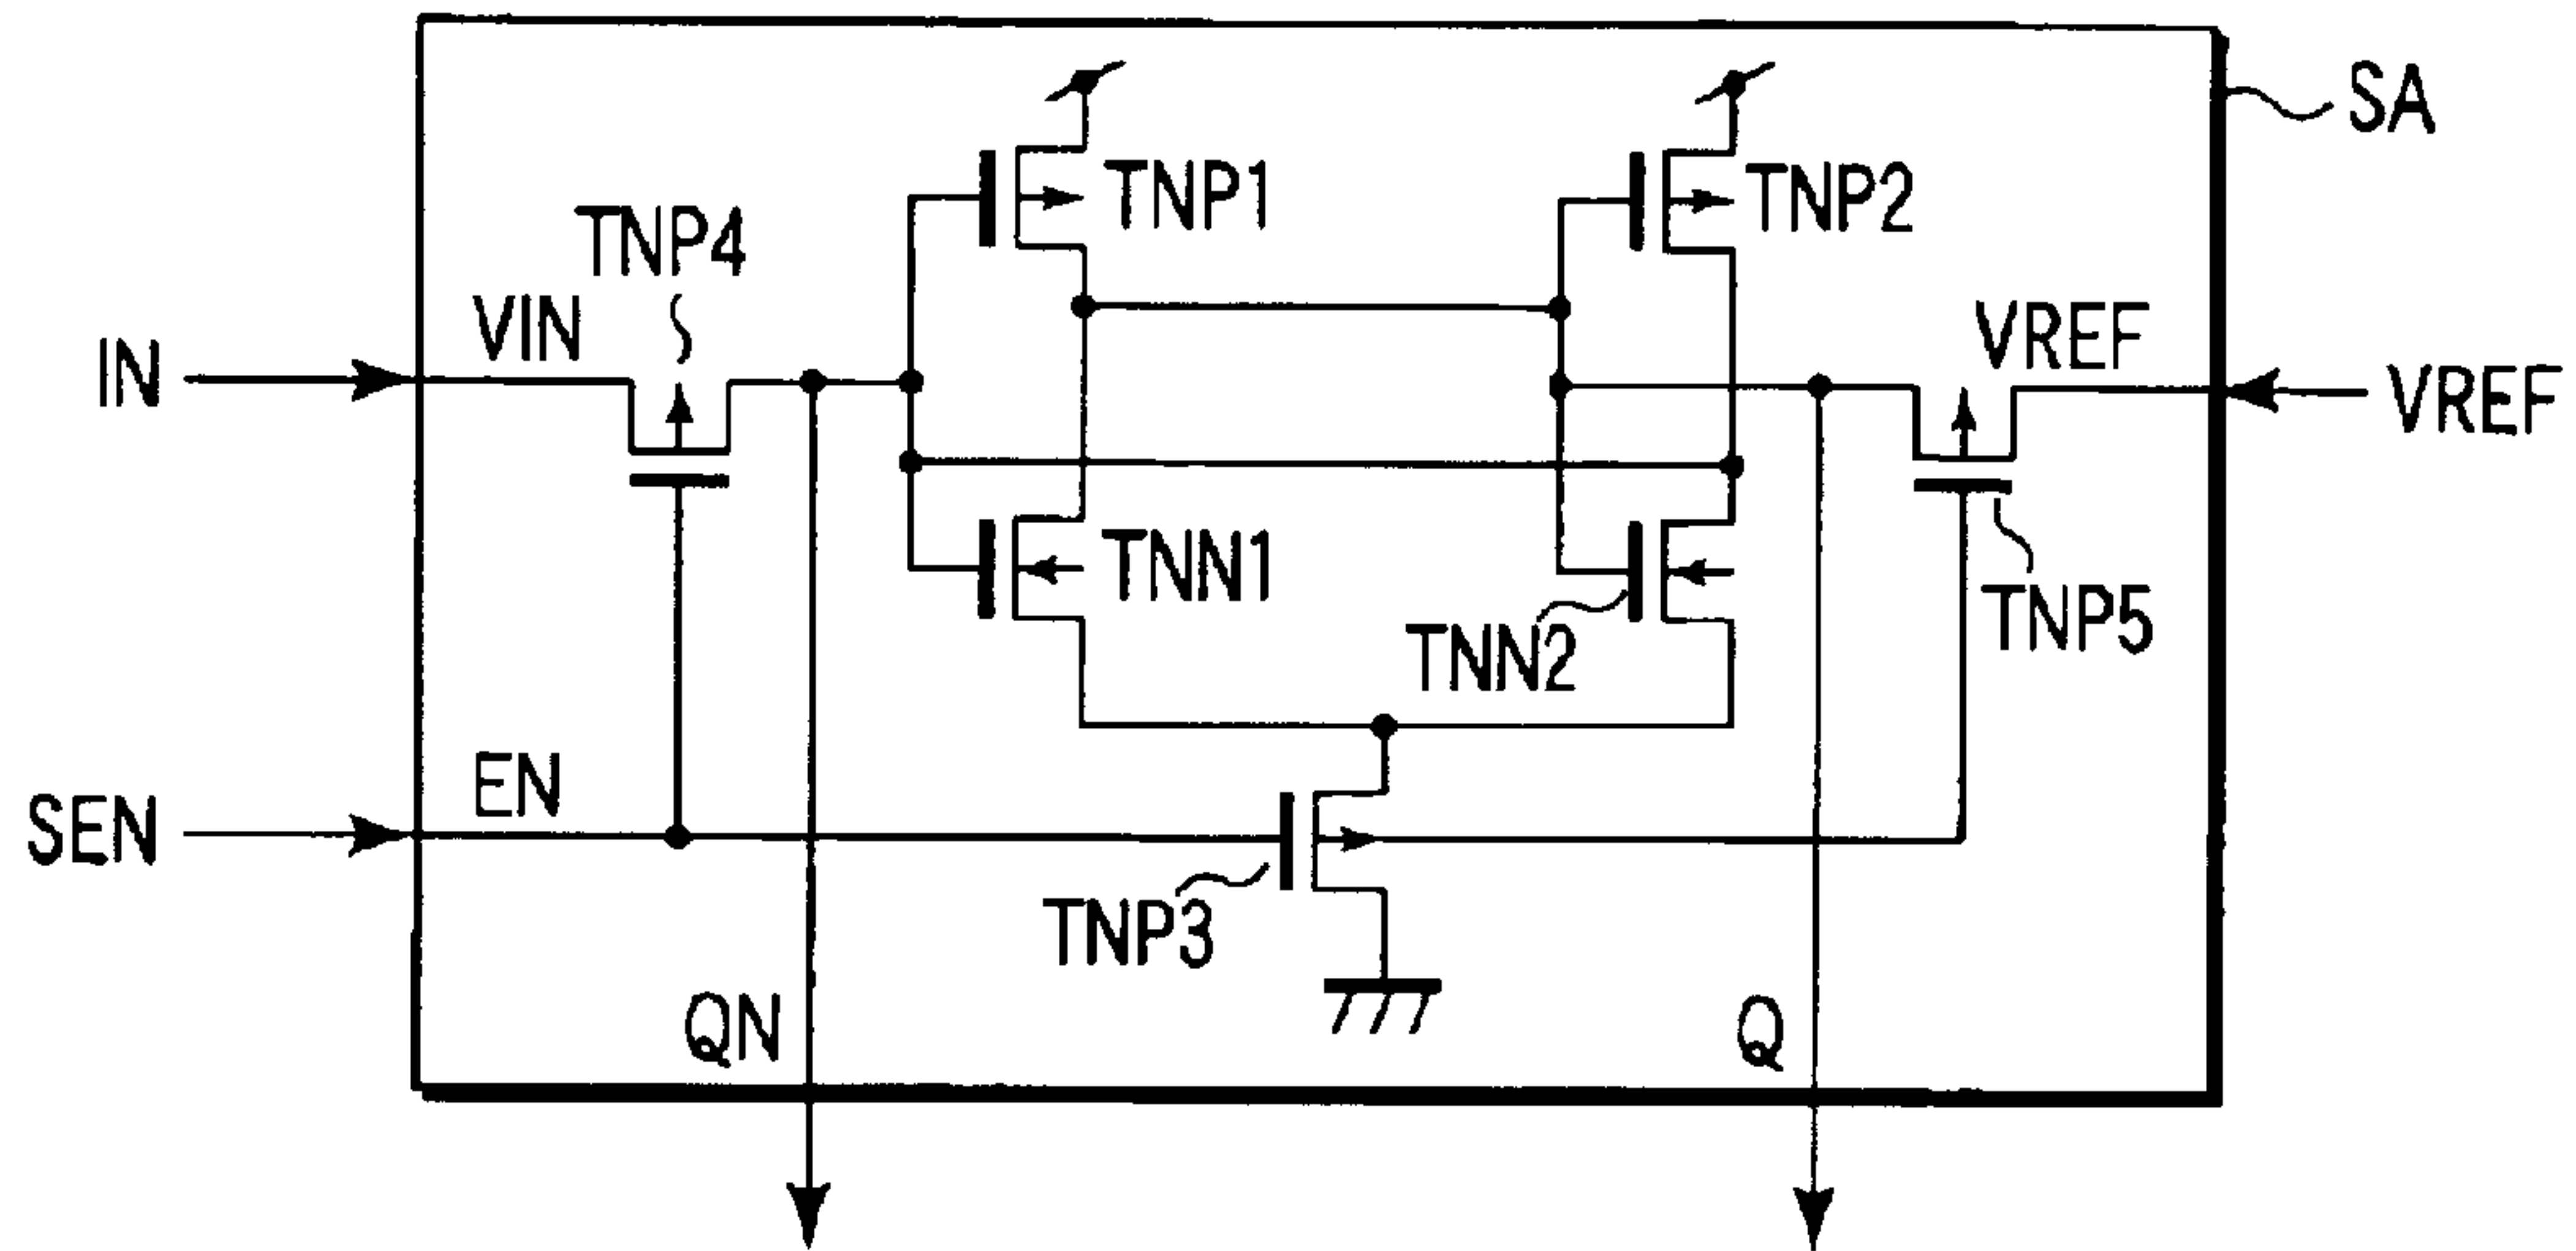 SA
TNP1
TNP2
TNP4
VIN
VREF
IN
VREF
TNN1
TNN2
TNP5
EN
SEN
TNP3
QN
Q